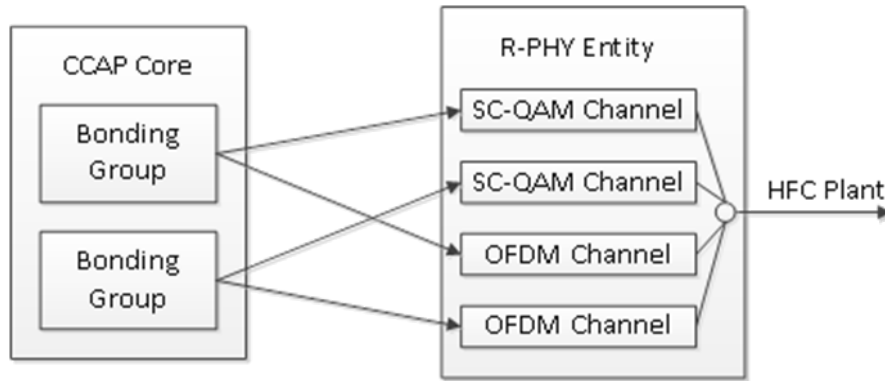 CCAP Core
Bonding
Group
Bonding
Group
R-PHY Entity
SC-QAM Channel
SC-QAM Channel
OFDM Channel
OFDM Channel
HFC Plant